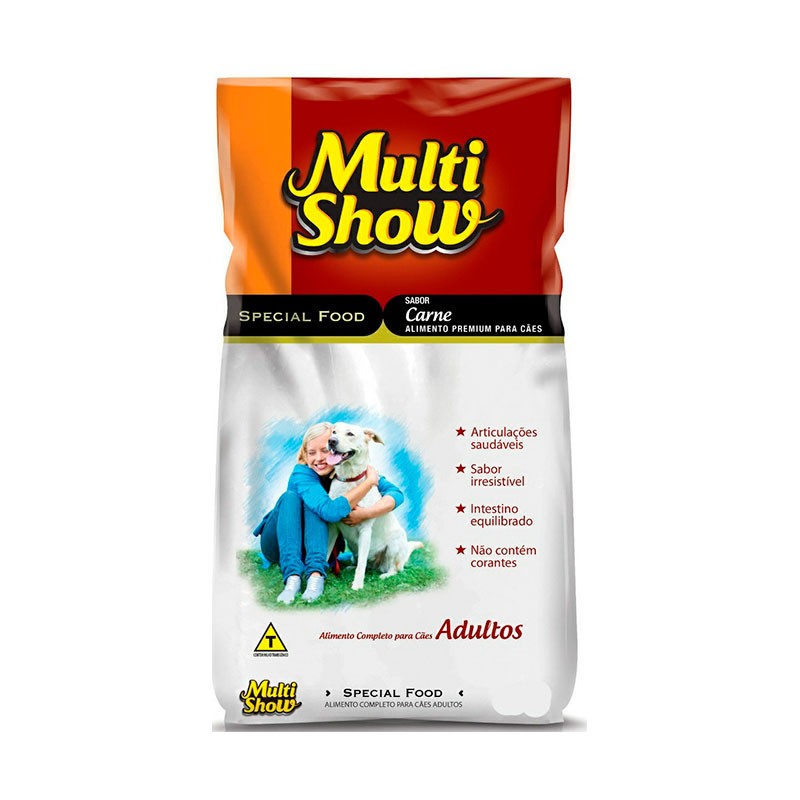 Multi
Show
SPECIAL FOOD
SABOR
Carne
ALIMENTO PREMIUM PARA CÃES
★ Articulações
saudáveis
★ Sabor
irresistível
★ Intestino
equilibrado
★ Não contém
corantes
Alimento Completo para Cães Adultos
T
Multi
Show
› SPECIAL FOOD ‹
ALIMENTO COMPLETO PARA CÃES ADULTOS